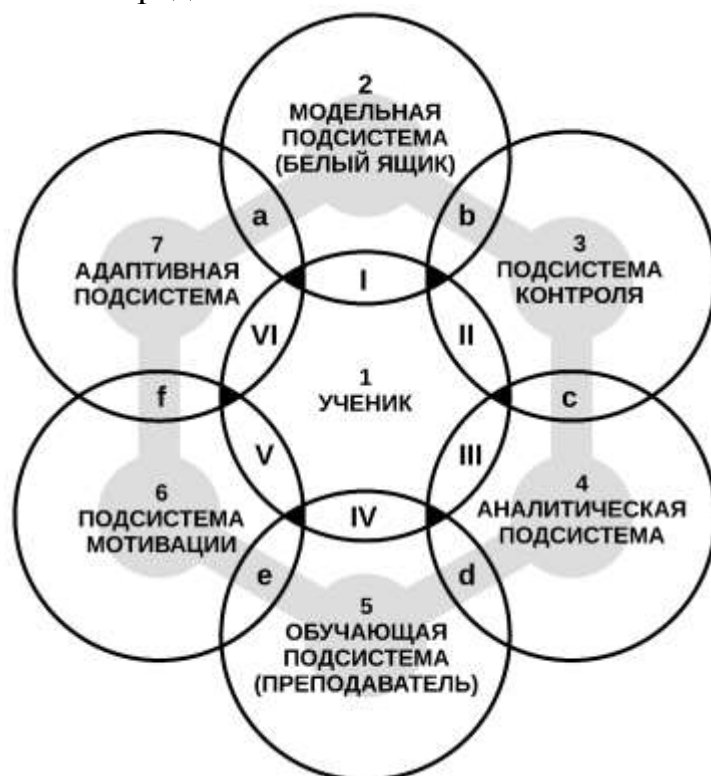 2
МОДЕЛЬНАЯ
ПОДСИСТЕМА
(БЕЛЫЙ ЯЩИК)
a
b
7
АДАПТИВНАЯ
ПОДСИСТЕМА
3
ПОДСИСТЕМА
КОНТРОЛЯ
I
VI
II
1
УЧЕНИК
f
c
V
III
6
ПОДСИСТЕМА
МОТИВАЦИИ
4
АНАЛИТИЧЕСКАЯ
ПОДСИСТЕМА
IV
e
d
5
ОБУЧАЮЩАЯ
ПОДСИСТЕМА
(ПРЕПОДАВАТЕЛЬ)